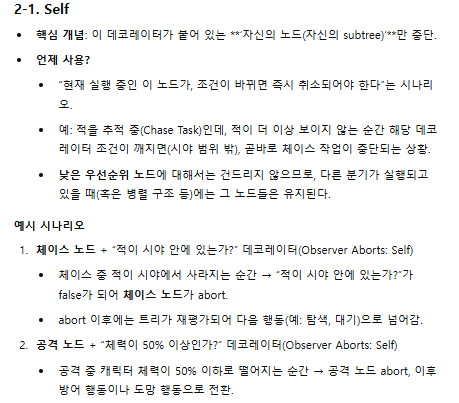 2-1. Self
• 핵심 개념: 이 데코레이터가 붙어 있는 **'자신의 노드(자신의 subtree)'**만 중단.
• 언제 사용?
• "현재 실행 중인 이 노드가, 조건이 바뀌면 즉시 취소되어야 한다"는 시나리
오.
• 예: 적을 추적 중(Chase Task)인데, 적이 더 이상 보이지 않는 순간 해당 데코
레이터 조건이 깨지면(시야 범위 밖), 곧바로 체이스 작업이 중단되는 상황.
• 낮은 우선순위 노드에 대해서는 건드리지 않으므로, 다른 분기가 실행되고
있을 때(혹은 병렬 구조 등)에는 그 노드들은 유지된다.
예시 시나리오
1. 체이스 노드 + "적이 시야 안에 있는가?" 데코레이터(Observer Aborts: Self)
• 체이스 중 적이 시야에서 사라지는 순간 → "적이 시야 안에 있는가?"가
false가 되어 체이스 노드가 abort.
• abort 이후에는 트리가 재평가되어 다음 행동(예: 탐색, 대기)으로 넘어감.
2. 공격 노드 + "체력이 50% 이상인가?" 데코레이터(Observer Aborts: Self)
• 공격 중 캐릭터 체력이 50% 이하로 떨어지는 순간 → 공격 노드 abort, 이후
방어 행동이나 도망 행동으로 전환.